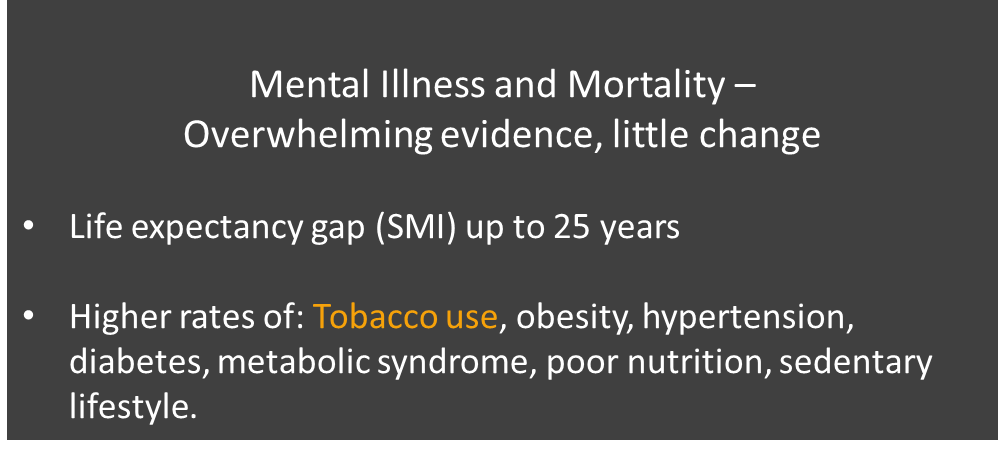 Mental Illness and Mortality –
Overwhelming evidence, little change
• Life expectancy gap (SMI) up to 25 years
• Higher rates of: Tobacco use, obesity, hypertension,
diabetes, metabolic syndrome, poor nutrition, sedentary
lifestyle.